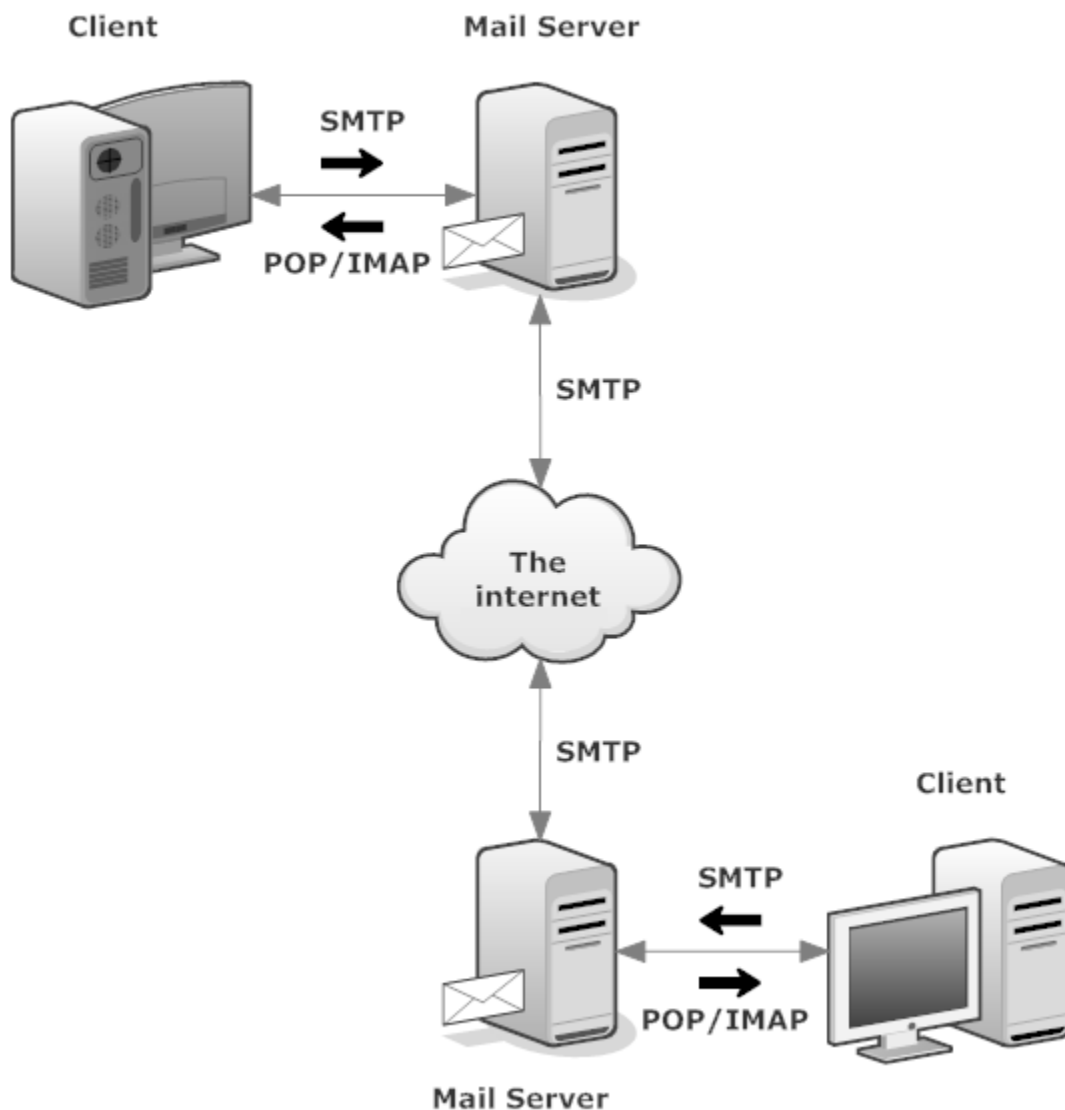 Client
Mail Server
SMTP
POP/IMAP
SMTP
The
internet
SMTP
Client
SMTP
POP/IMAP
Mail Server